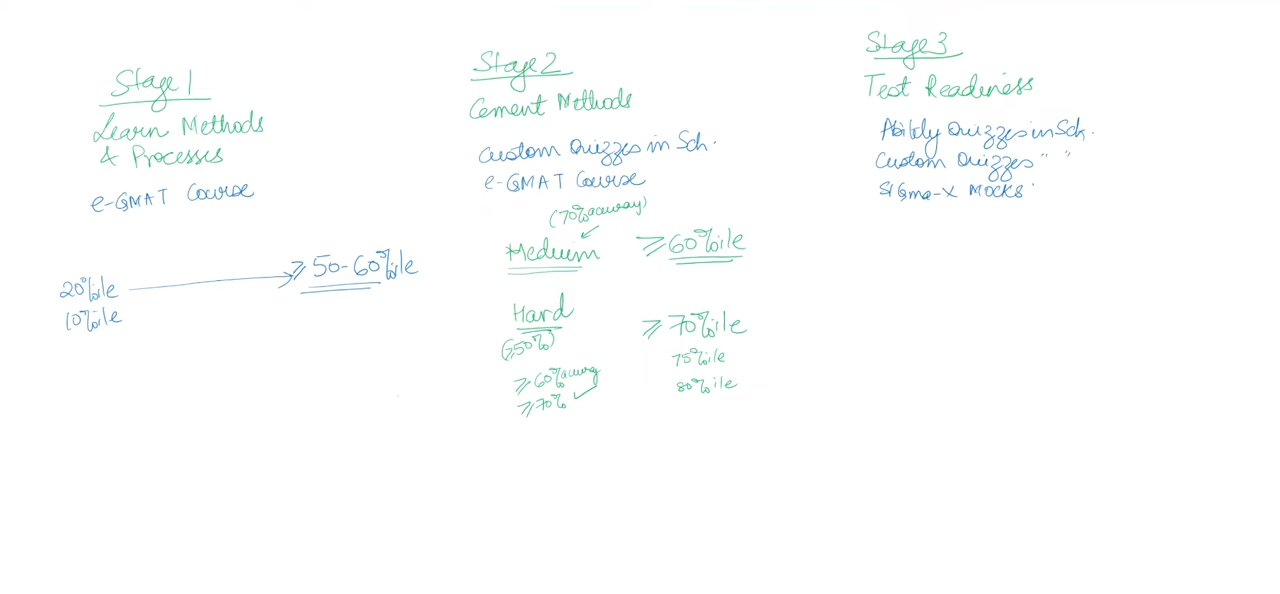 Stage 1
Learn Methods
& Processes
e-GMAT Course
20%ile
10%ile
≥ 50-60%ile
Stage 2
Cement Methods
Custom Quizzes in Sch.
e-GMAT Course
(70% accuracy)
Medium ≥60%ile
Hard ≥70%ile
(≥50%) 75%ile
≥60% accuracy 80%ile
≥70% ✓
Stage 3
Test Readiness
Ability Quizzes in Sch.
Custom Quizzes " "
SIGma-X MOCKS